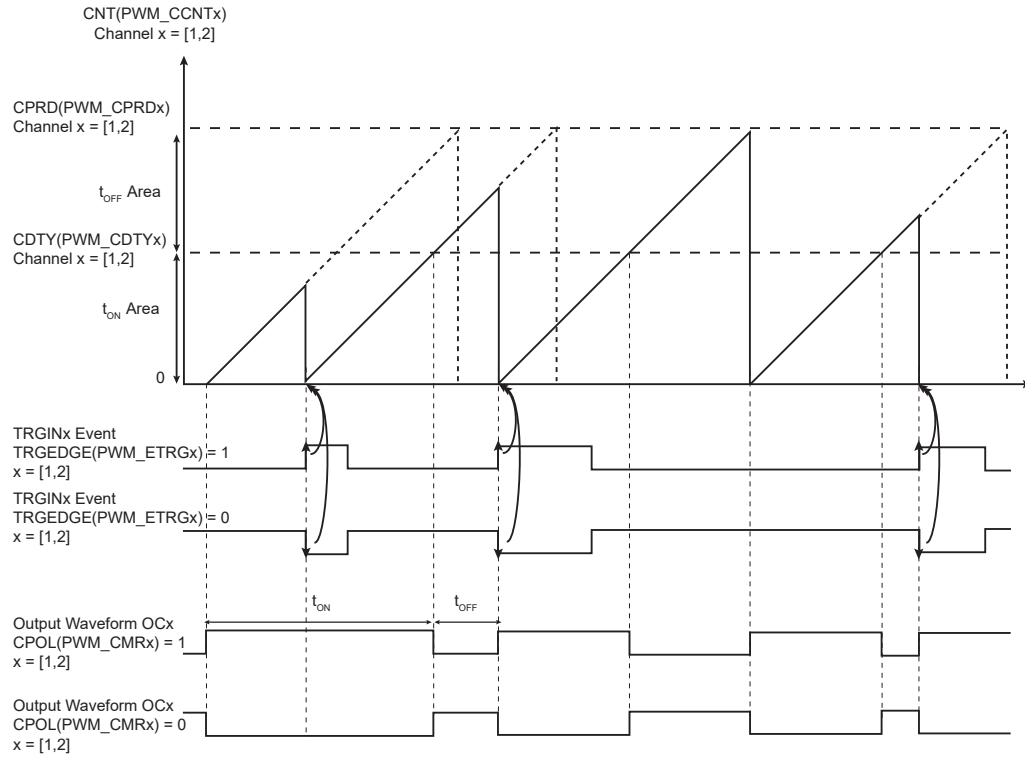 CNT(PWM_CCNTx)
Channel x = [1,2]
CPRD(PWM_CPRDx)
Channel x = [1,2]
tOFF Area
CDTY(PWM_CDTYx)
Channel x = [1,2]
tON Area
0
TRGINx Event
TRGEDGE(PWM_ETRGx) = 1
x = [1,2]
TRGINx Event
TRGEDGE(PWM_ETRGx) = 0
x = [1,2]
tON
tOFF
Output Waveform OCx
CPOL(PWM_CMRx) = 1
x = [1,2]
Output Waveform OCx
CPOL(PWM_CMRx) = 0
x = [1,2]